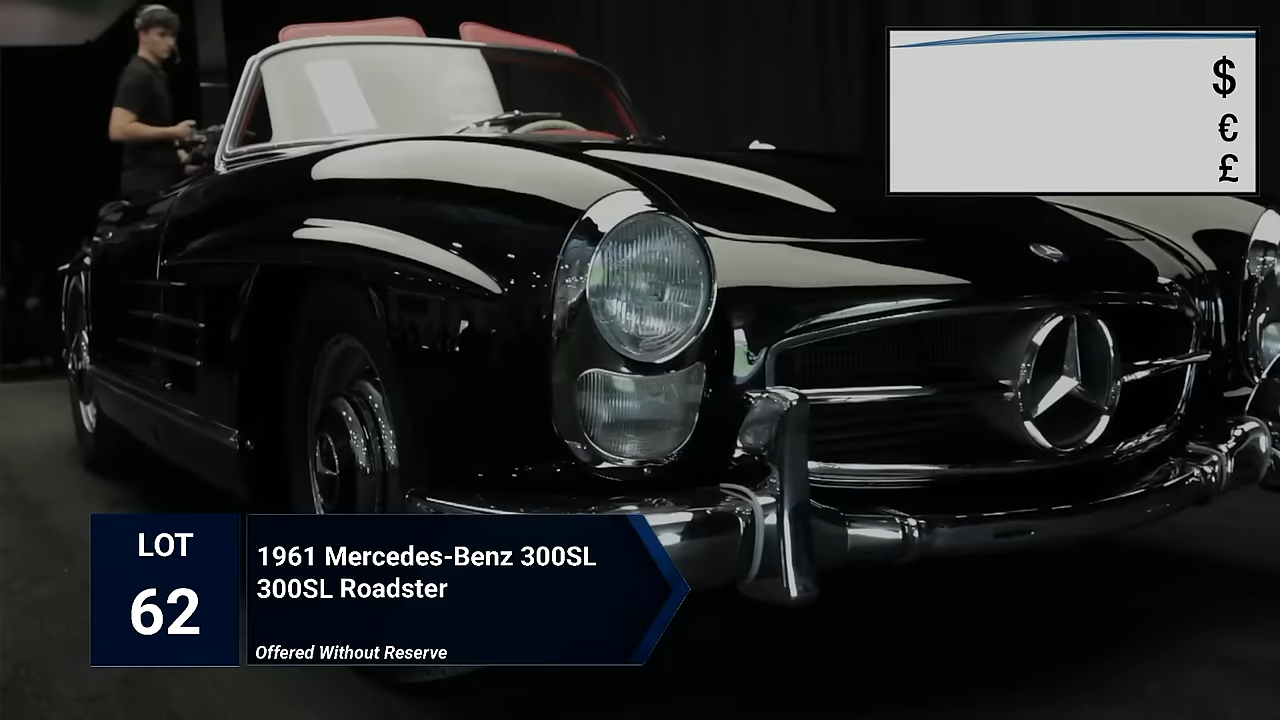 $
€
£
LOT
62
1961 Mercedes-Benz 300SL
300SL Roadster
Offered Without Reserve